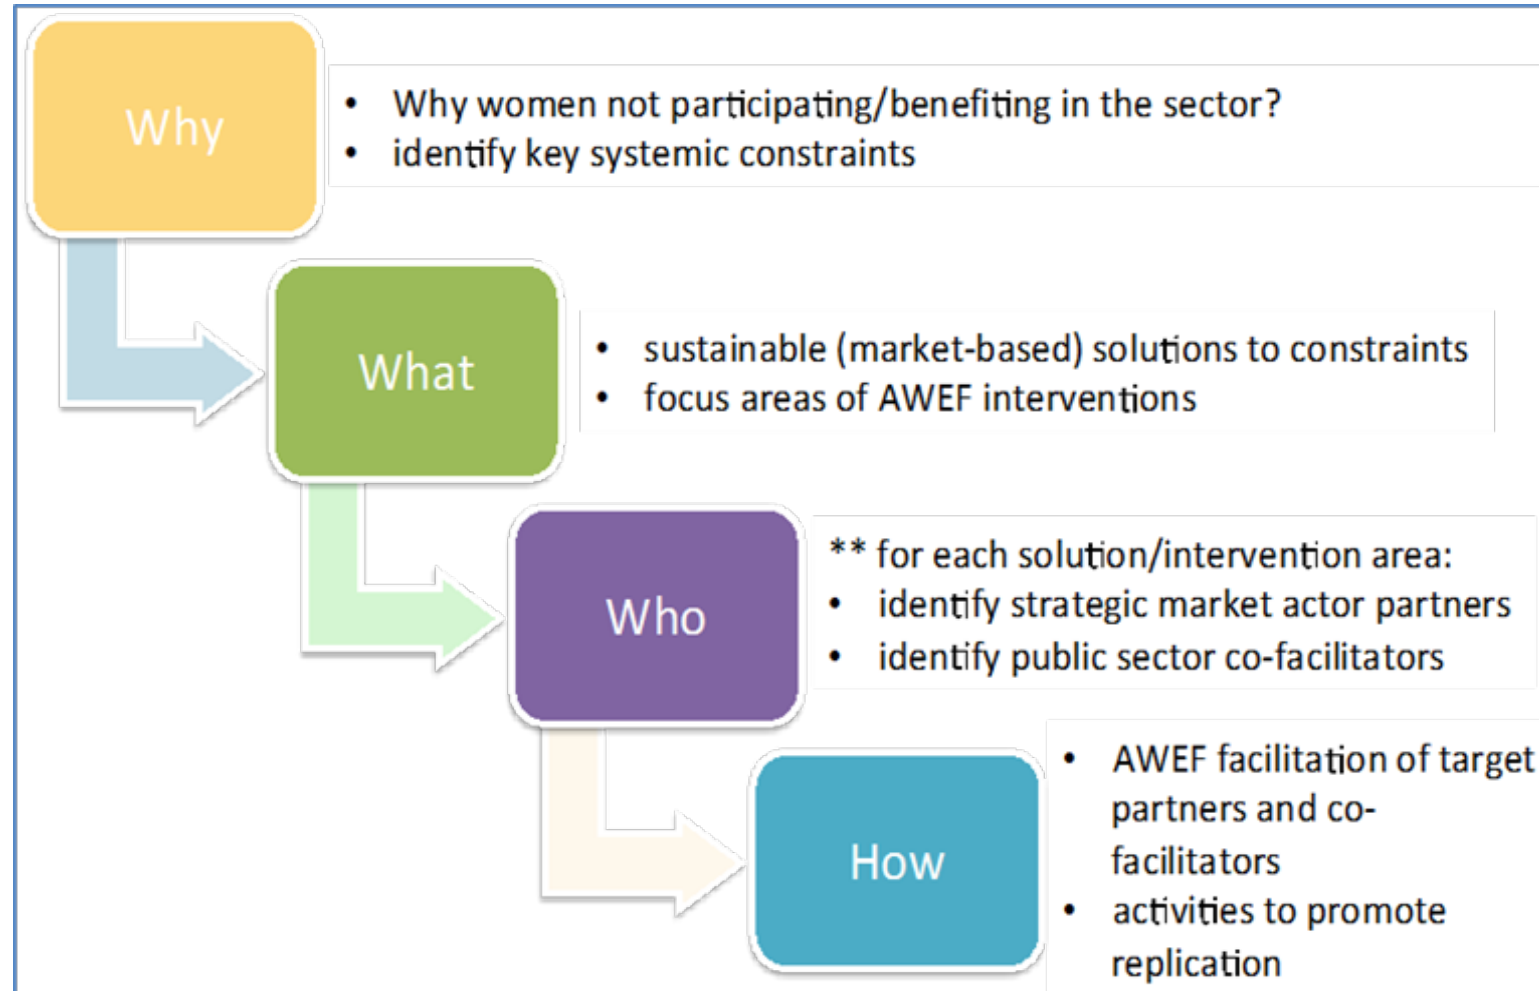 Why
• Why women not participating/benefiting in the sector?
• identify key systemic constraints
What
• sustainable (market-based) solutions to constraints
• focus areas of AWEF interventions
Who
** for each solution/intervention area:
• identify strategic market actor partners
• identify public sector co-facilitators
How
• AWEF facilitation of target
partners and co-
facilitators
• activities to promote
replication